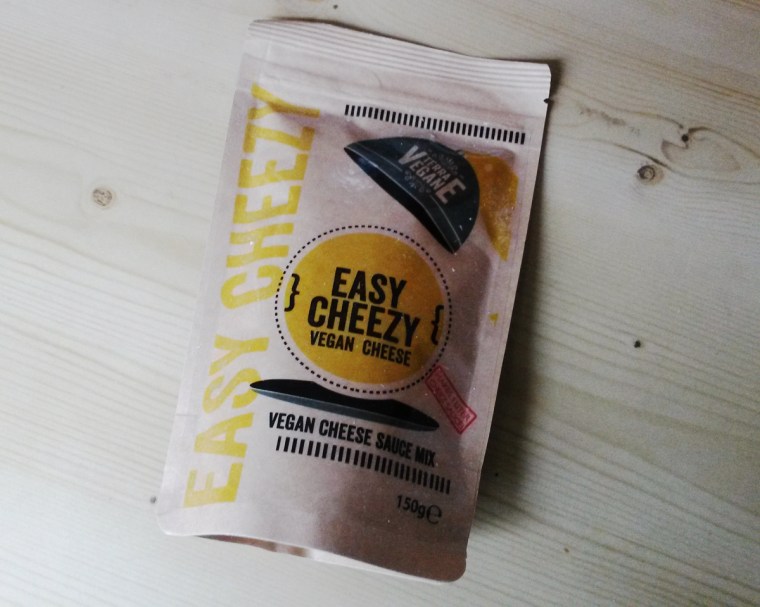 EASY CHEEZY
TERRA
VEGANE
} EASY
CHEEZY {
VEGAN CHEESE
VEGAN CHEESE SAUCE MIX
150g℮